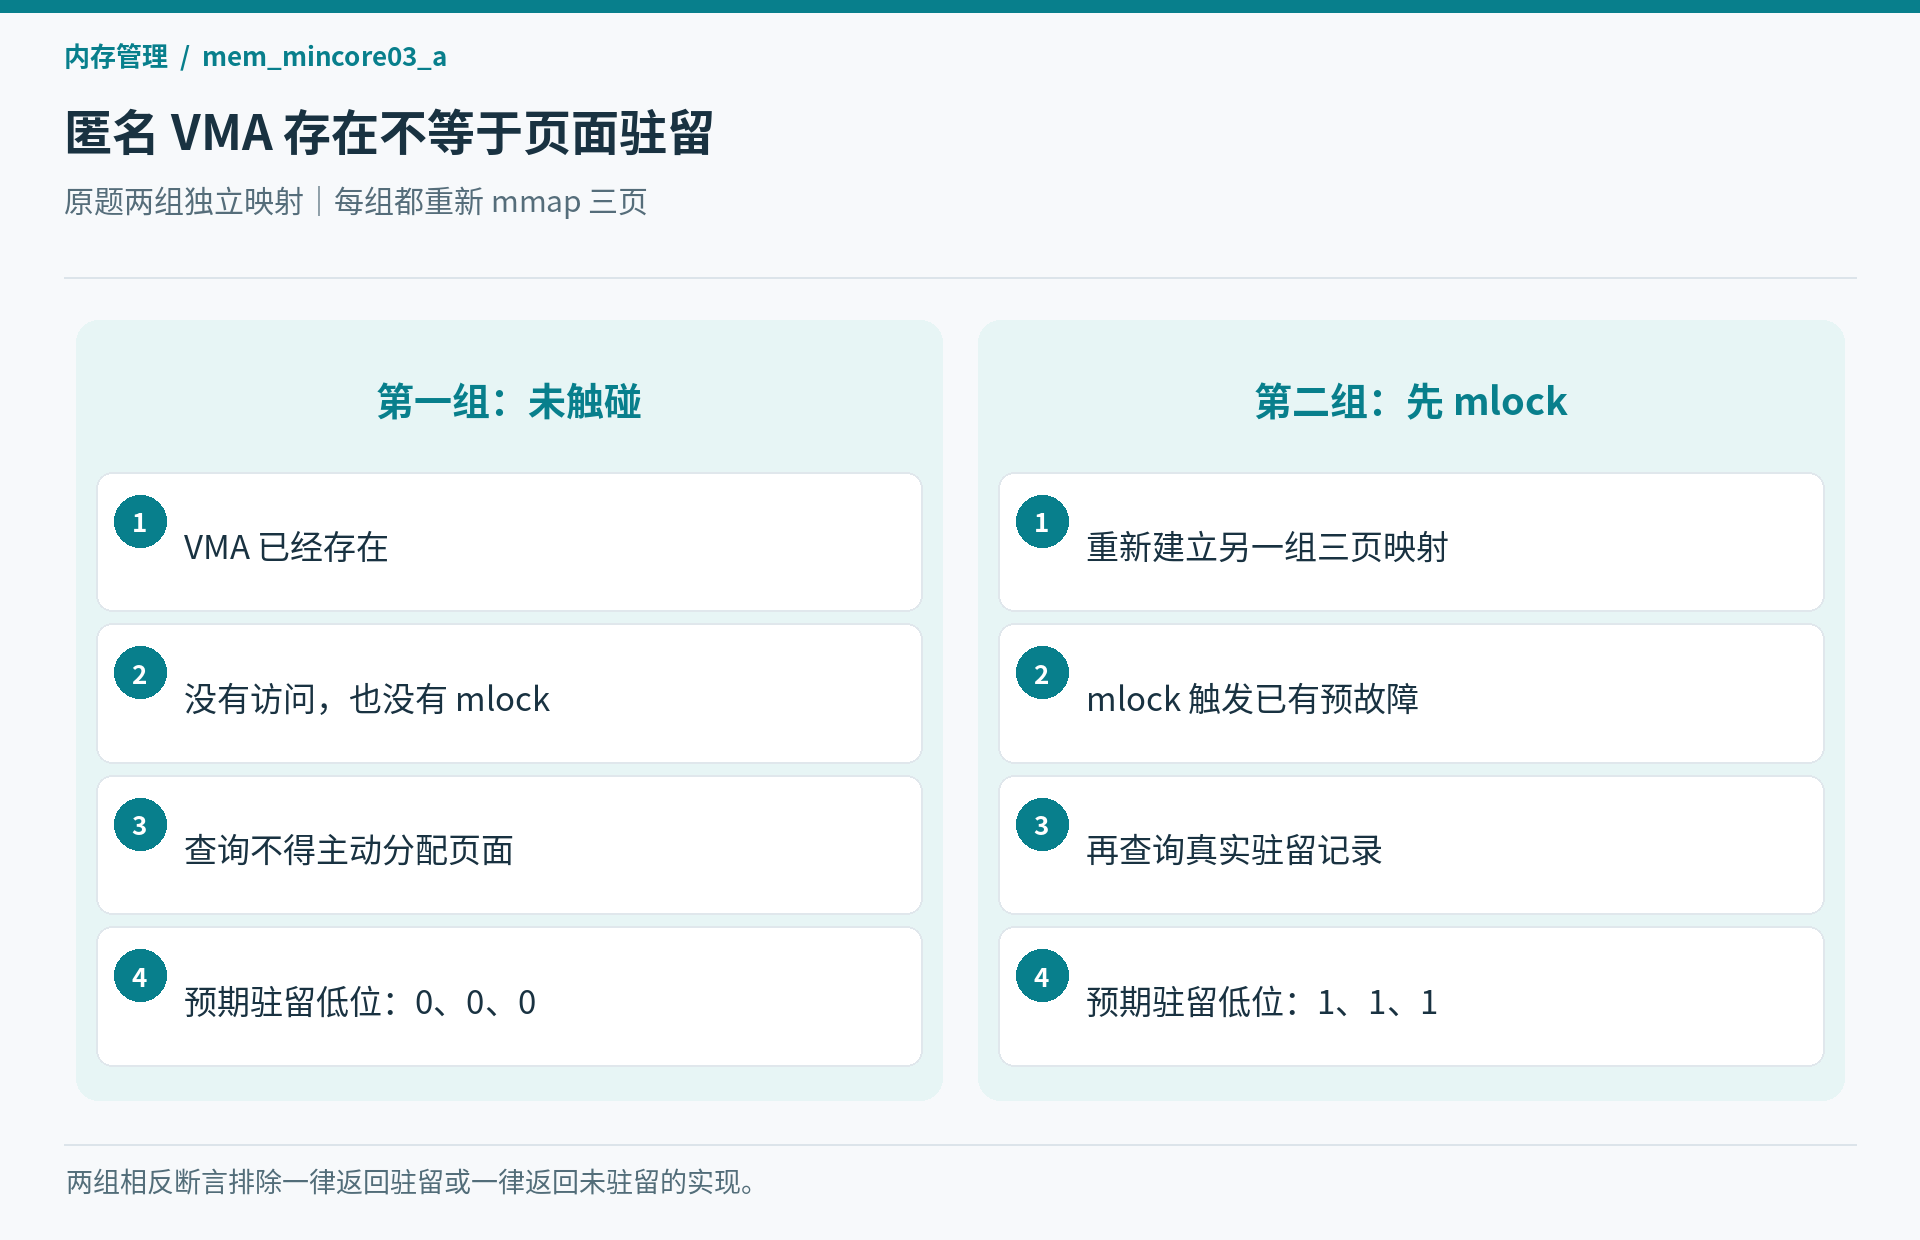 内存管理 / mem_mincore03_a
匿名 VMA 存在不等于页面驻留
原题两组独立映射｜每组都重新 mmap 三页
第一组：未触碰
1
VMA 已经存在
2
没有访问，也没有 mlock
3
查询不得主动分配页面
4
预期驻留低位：0、0、0
第二组：先 mlock
1
重新建立另一组三页映射
2
mlock 触发已有预故障
3
再查询真实驻留记录
4
预期驻留低位：1、1、1
两组相反断言排除一律返回驻留或一律返回未驻留的实现。